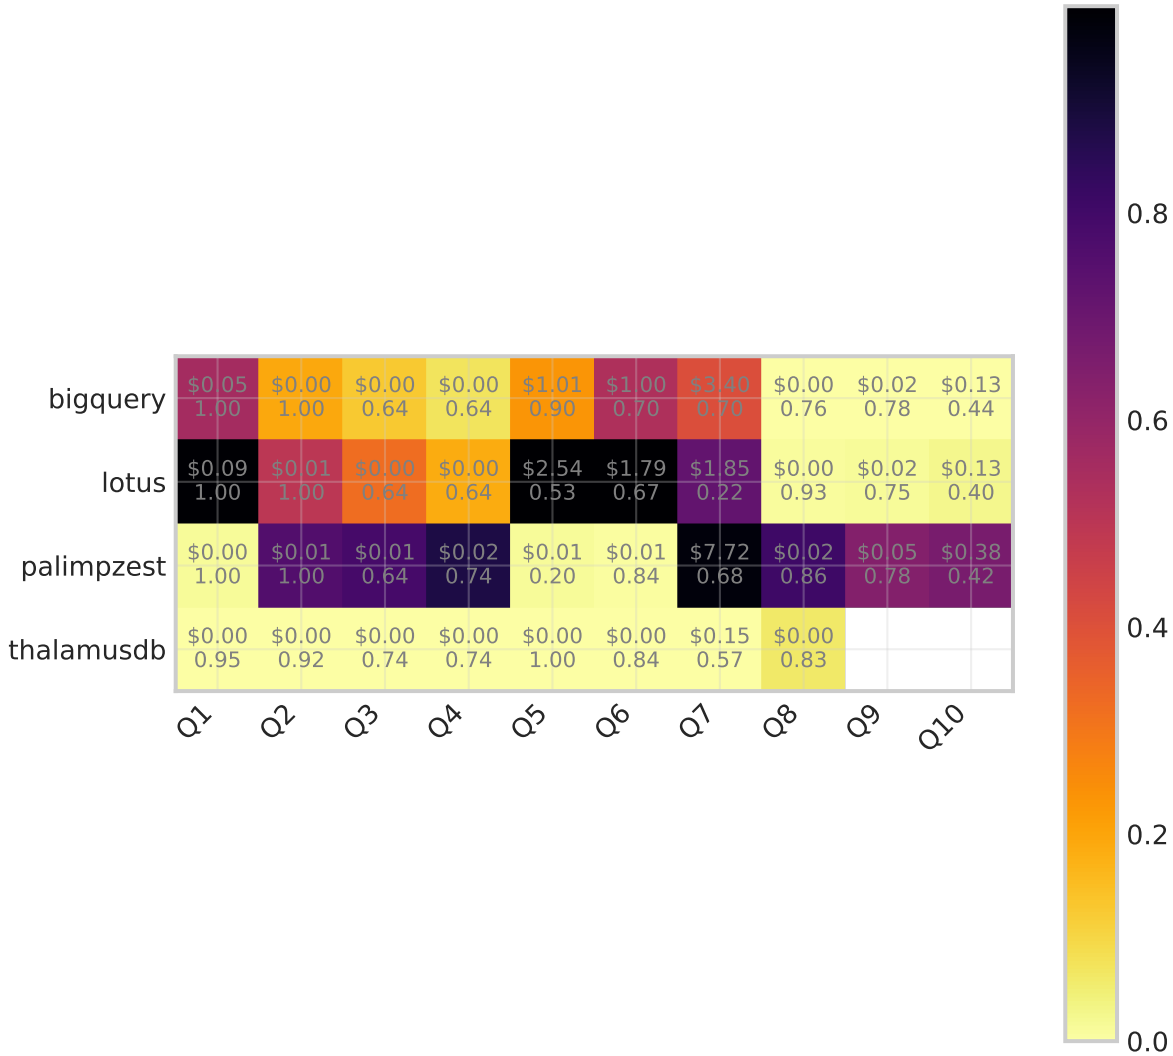 bigquery
$0.05 $0.00 $0.00 $0.00 $1.01 $1.00 $3.40 $0.00 $0.02 $0.13
1.00 1.00 0.64 0.64 0.90 0.70 0.70 0.76 0.78 0.44
lotus
$0.09 $0.01 $0.00 $0.00 $2.54 $1.79 $1.85 $0.00 $0.02 $0.13
1.00 1.00 0.64 0.64 0.53 0.67 0.22 0.93 0.75 0.40
palimpzest
$0.00 $0.01 $0.01 $0.02 $0.01 $0.01 $7.72 $0.02 $0.05 $0.38
1.00 1.00 0.64 0.74 0.20 0.84 0.68 0.86 0.78 0.42
thalamusdb
$0.00 $0.00 $0.00 $0.00 $0.00 $0.00 $0.15 $0.00
0.95 0.92 0.74 0.74 1.00 0.84 0.57 0.83
Q1 Q2 Q3 Q4 Q5 Q6 Q7 Q8 Q9 Q10
0.8
0.6
0.4
0.2
0.0